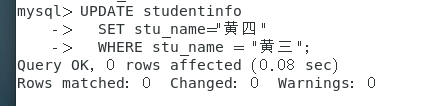 mysql> UPDATE studentinfo
    ->   SET stu_name="黄四"
    ->   WHERE stu_name = "黄三";
Query OK, 0 rows affected (0.08 sec)
Rows matched: 0  Changed: 0  Warnings: 0